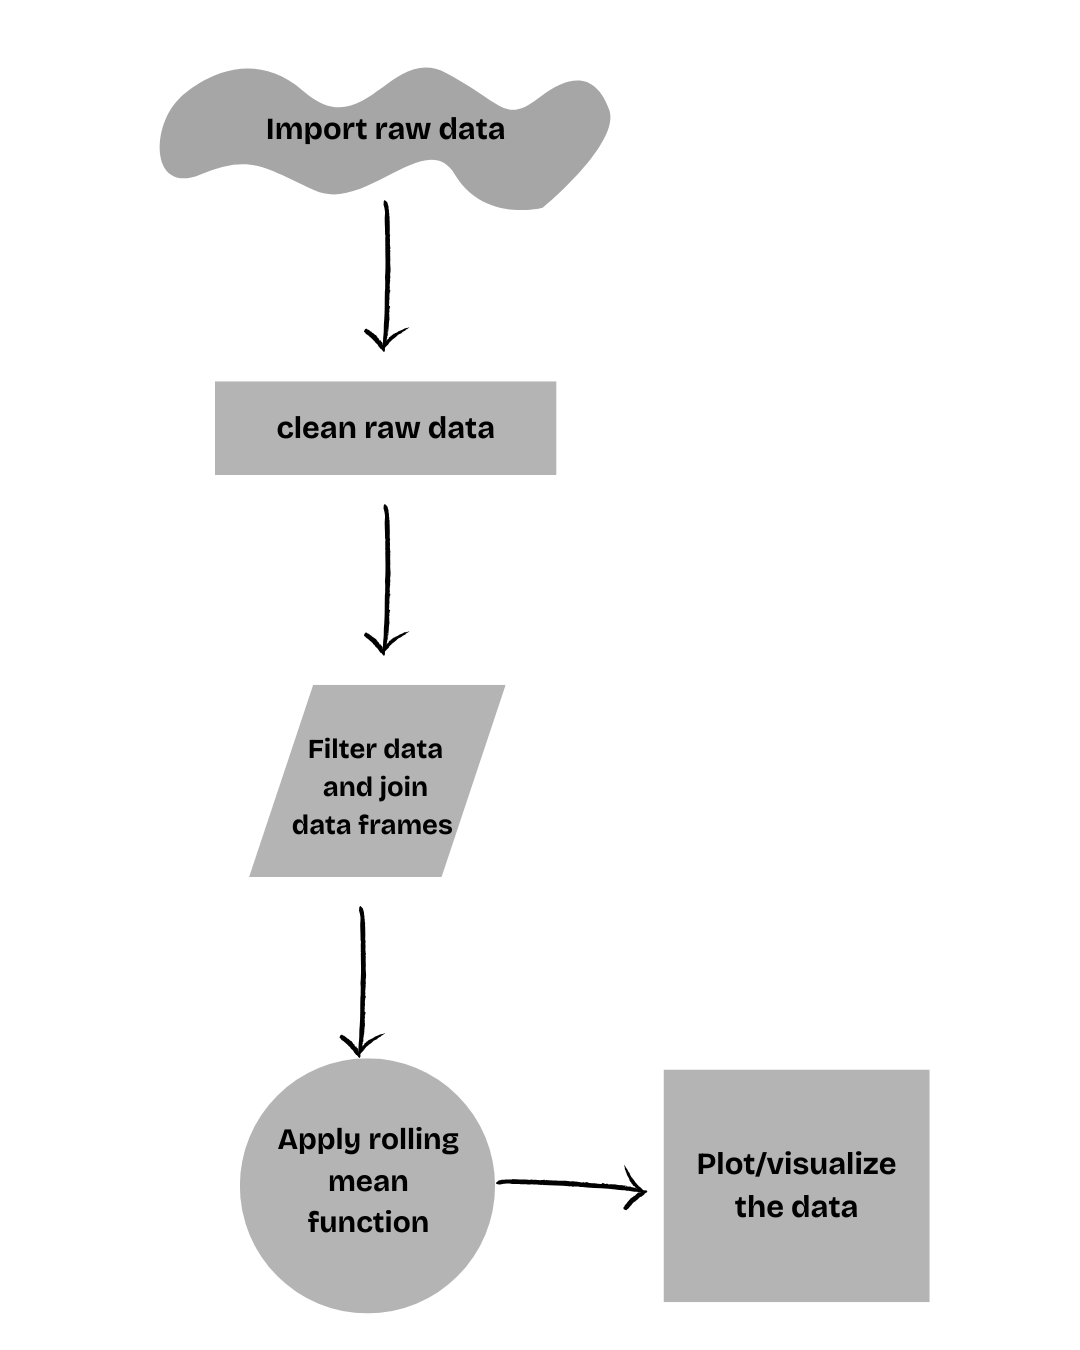 Import raw data
clean raw data
Filter data
and join
data frames
Apply rolling
mean
function
Plot/visualize
the data